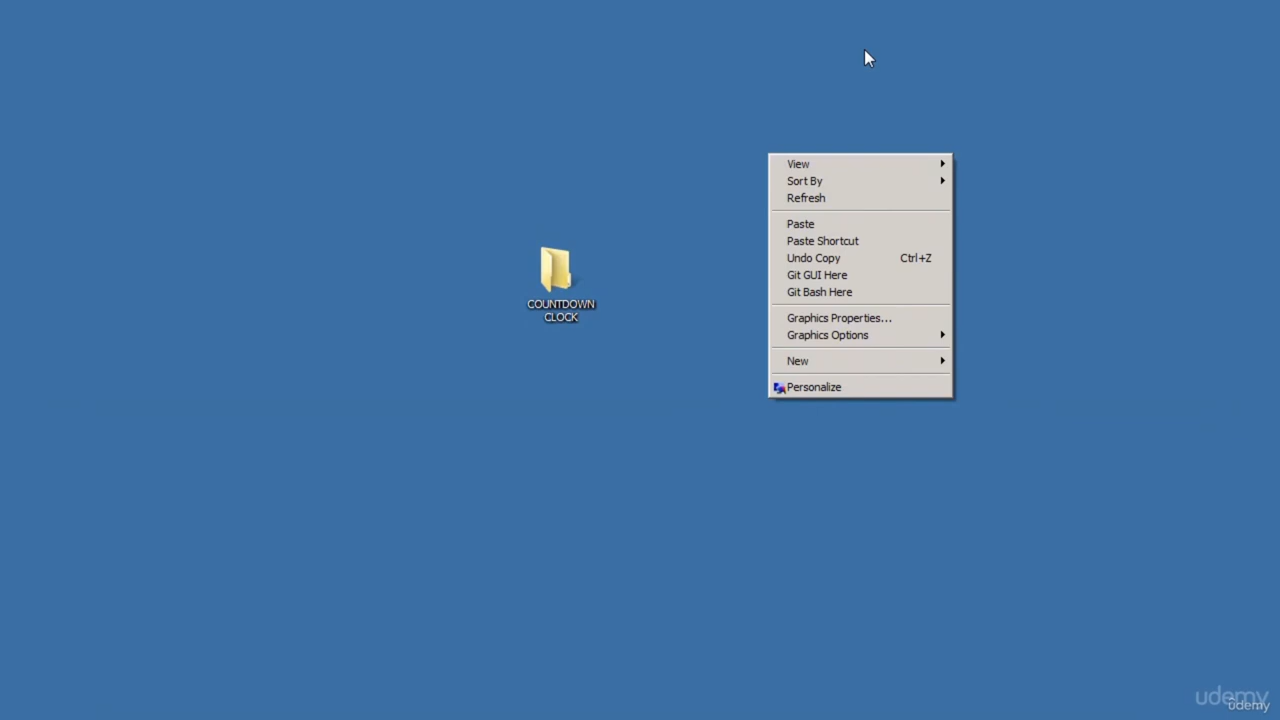 View
Sort By
Refresh
Paste
Paste Shortcut
Undo Copy Ctrl+Z
Git GUI Here
Git Bash Here
COUNTDOWN
CLOCK
Graphics Properties...
Graphics Options
New
Personalize
udemy
ûdemy